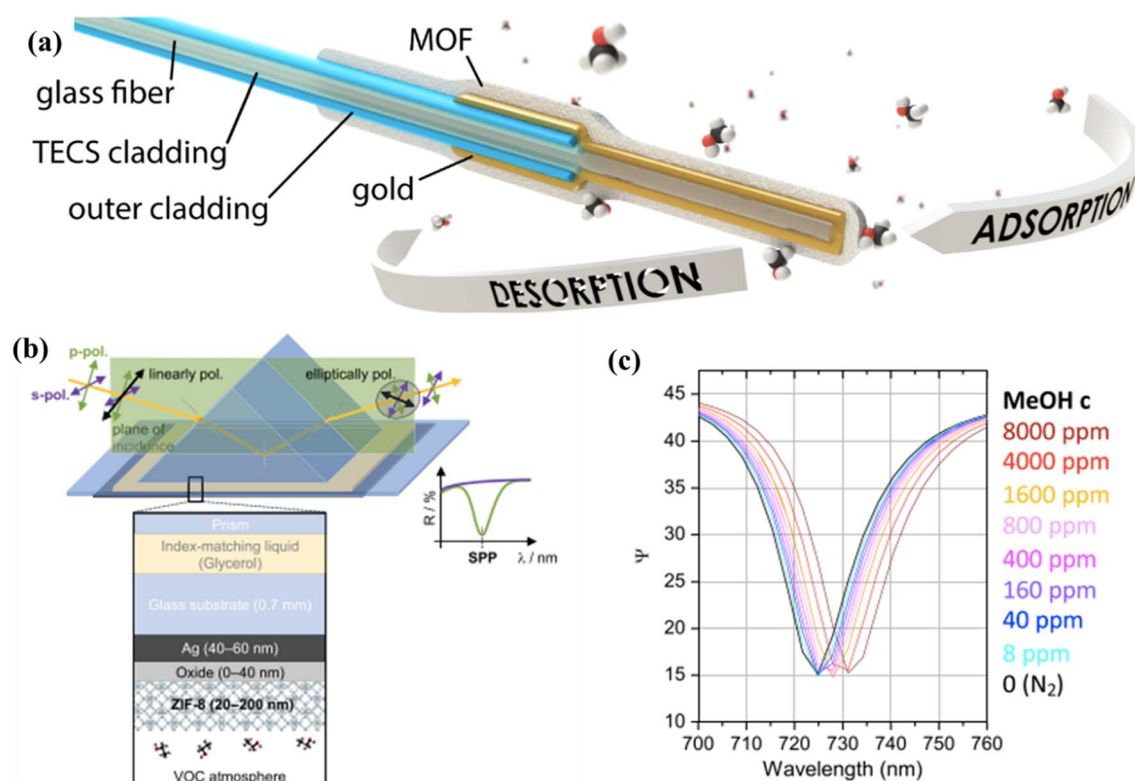 (a)
MOF
glass fiber
TECS cladding
outer cladding
gold
ADSORPTION
DESORPTION
(b)
p-pol.
s-pol.
linearly pol.
elliptically pol.
plane of
incidence
R / %
SPP
λ / nm
Prism
Index-matching liquid
(Glycerol)
Glass substrate (0.7 mm)
Ag (40–60 nm)
Oxide (0–40 nm)
ZIF-8 (20–200 nm)
VOC atmosphere
(c)
45
40
35
30
25
20
15
10
Ψ
700 710 720 730 740 750 760
Wavelength (nm)
MeOH c
8000 ppm
4000 ppm
1600 ppm
800 ppm
400 ppm
160 ppm
40 ppm
8 ppm
0 (N₂)